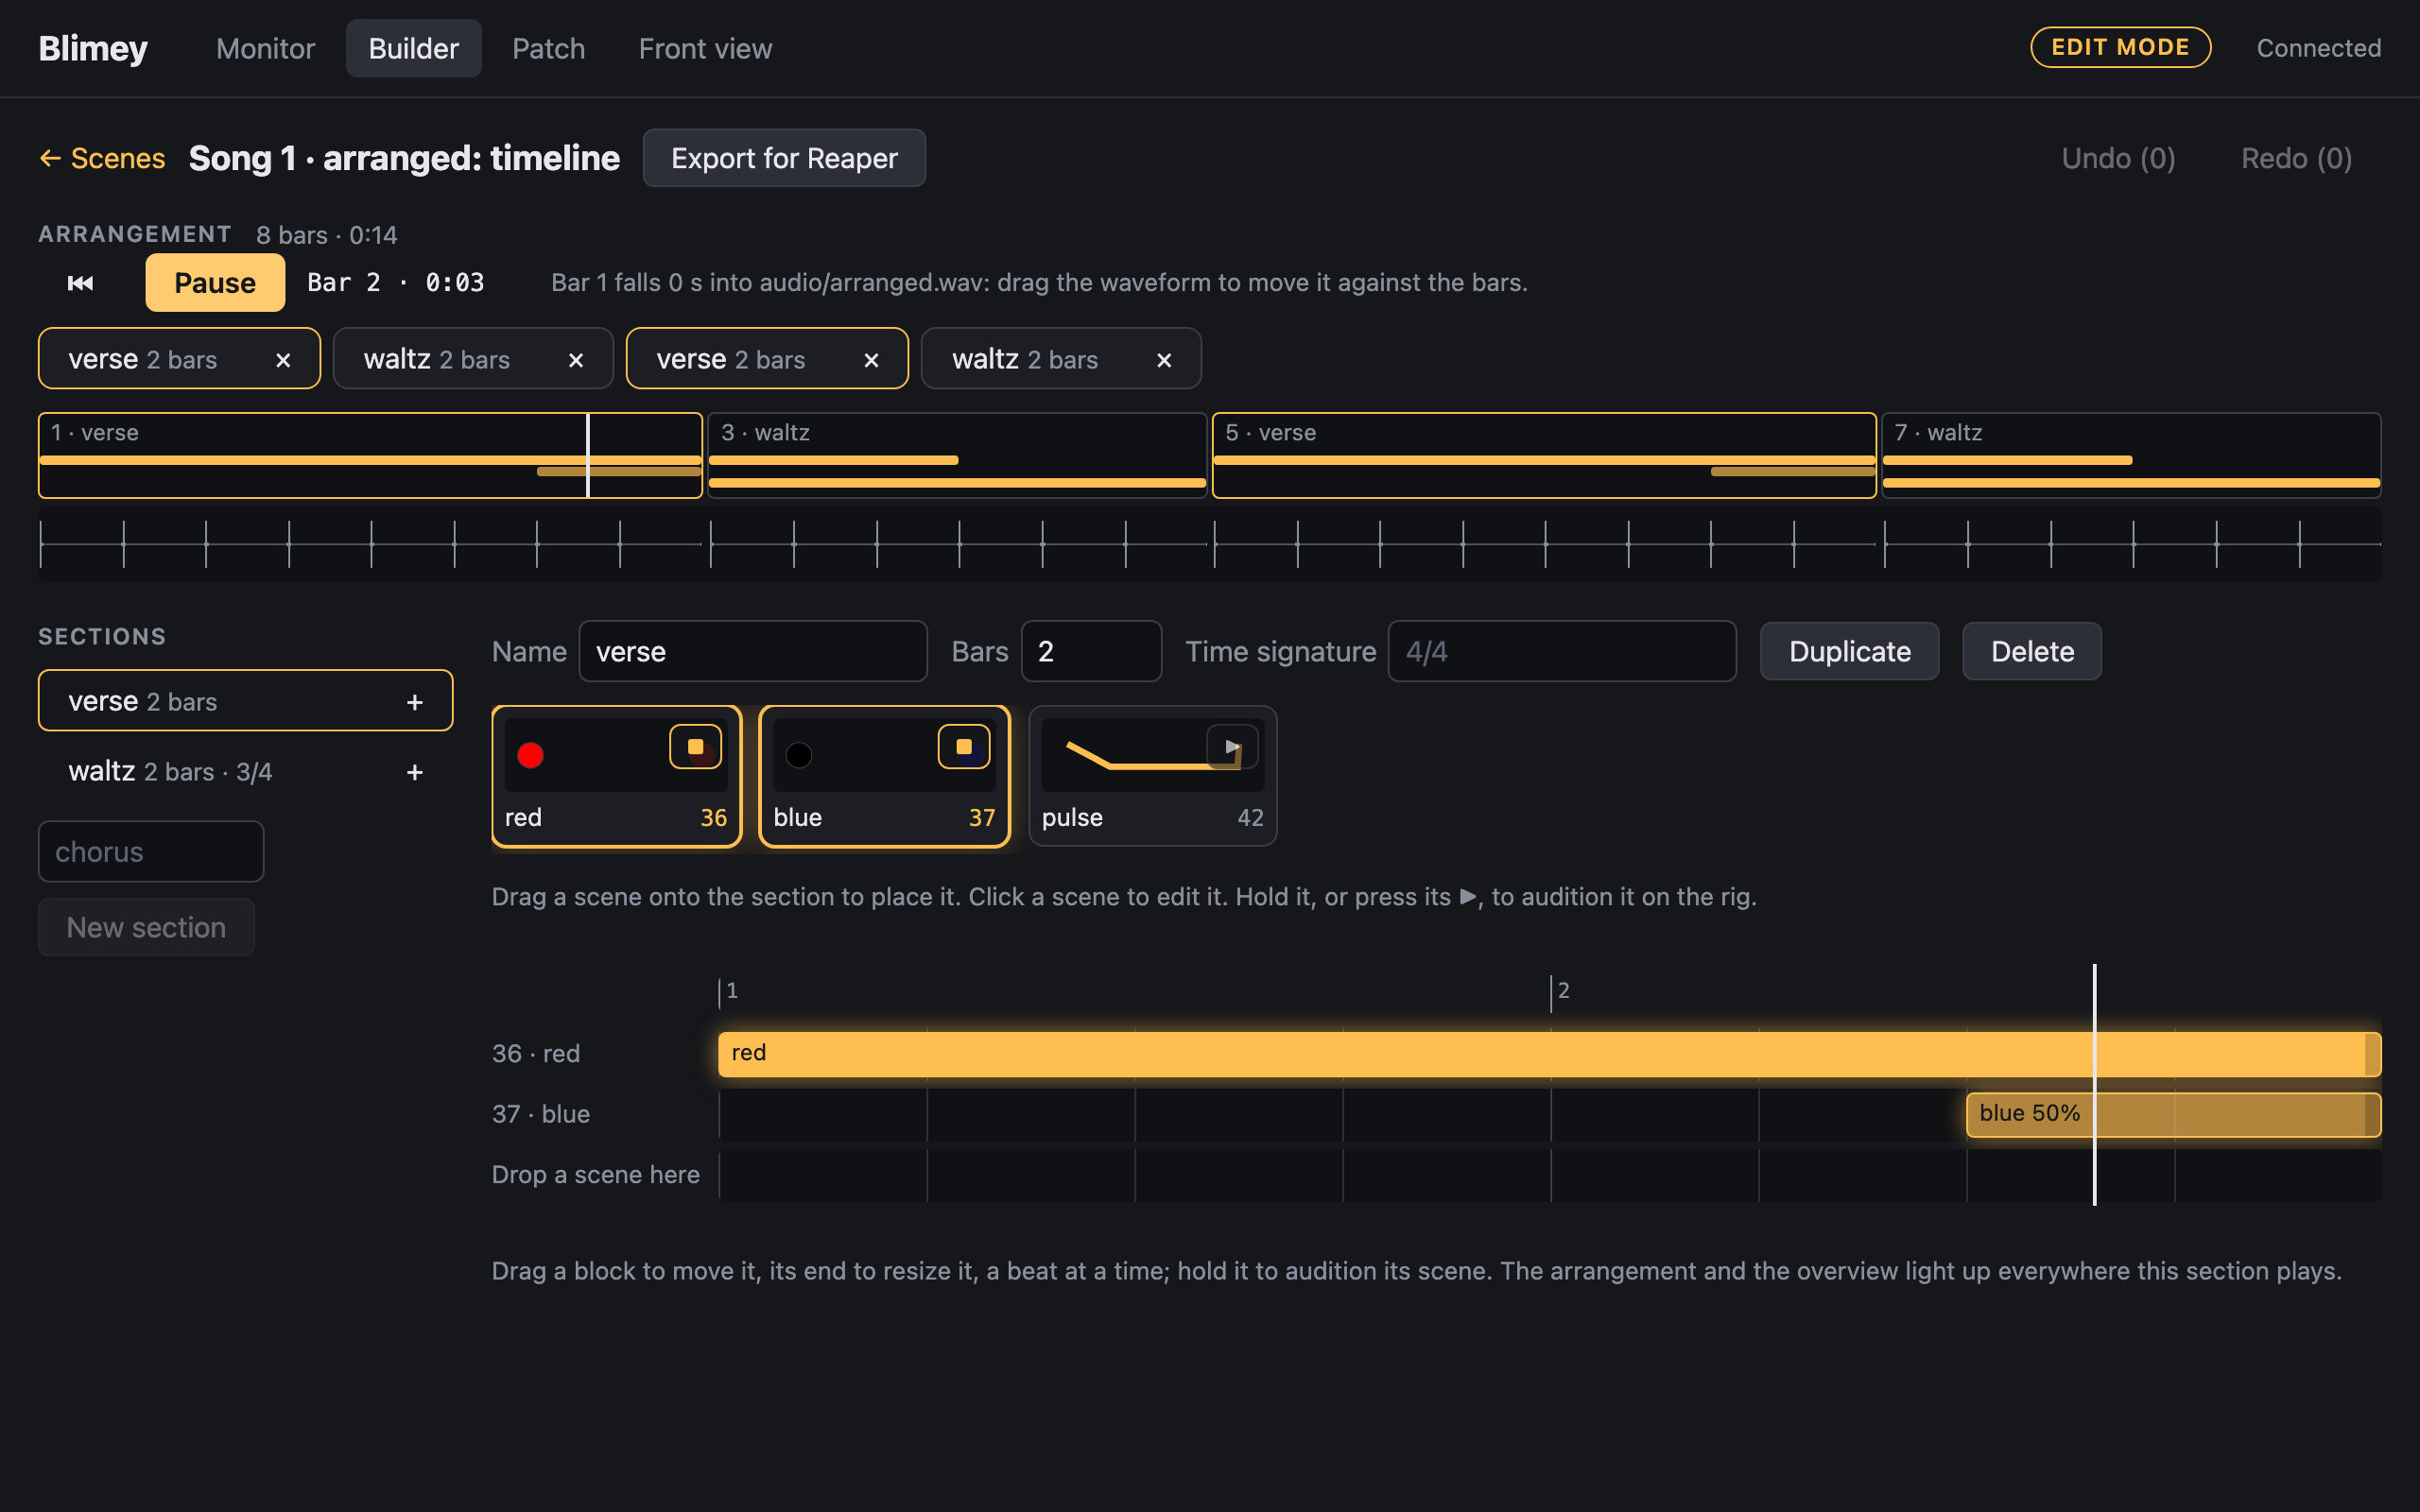 Blimey Monitor Builder Patch Front view EDIT MODE Connected
← Scenes Song 1 · arranged: timeline Export for Reaper Undo (0) Redo (0)
ARRANGEMENT 8 bars · 0:14
Pause Bar 2 · 0:03 Bar 1 falls 0 s into audio/arranged.wav: drag the waveform to move it against the bars.
verse 2 bars × waltz 2 bars × verse 2 bars × waltz 2 bars ×
1 · verse 3 · waltz 5 · verse 7 · waltz
SECTIONS
verse 2 bars +
waltz 2 bars · 3/4 +
chorus
New section
Name verse Bars 2 Time signature 4/4 Duplicate Delete
red 36 blue 37 pulse 42
Drag a scene onto the section to place it. Click a scene to edit it. Hold it, or press its ▶, to audition it on the rig.
1 2
36 · red red
37 · blue blue 50%
Drop a scene here
Drag a block to move it, its end to resize it, a beat at a time; hold it to audition its scene. The arrangement and the overview light up everywhere this section plays.